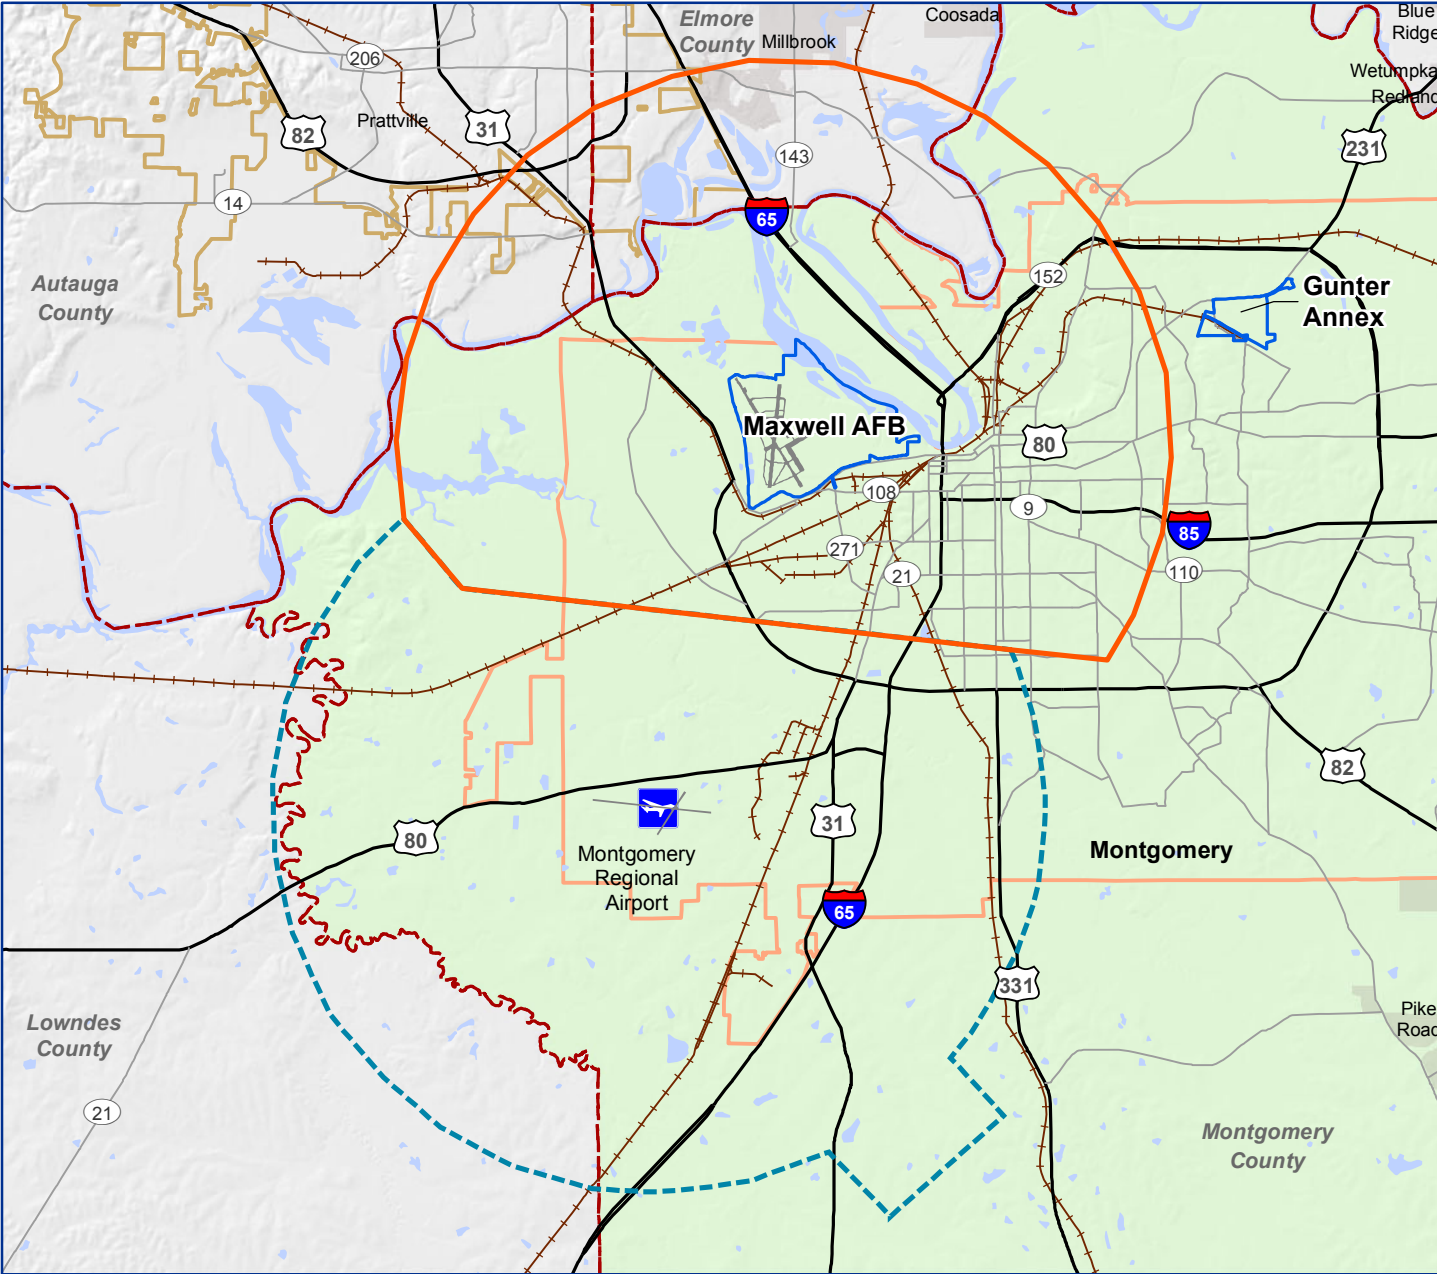 Elmore
County
Millbrook
Coosada
Blue
Ridge
Wetumpka
Redland
206
Prattville
82
31
143
231
14
65
Autauga
County
152
Gunter
Annex
Maxwell AFB
80
108
9
85
271
21
110
82
80
31
Montgomery
Regional
Airport
Montgomery
65
331
Lowndes
County
Pike
Road
21
Montgomery
County